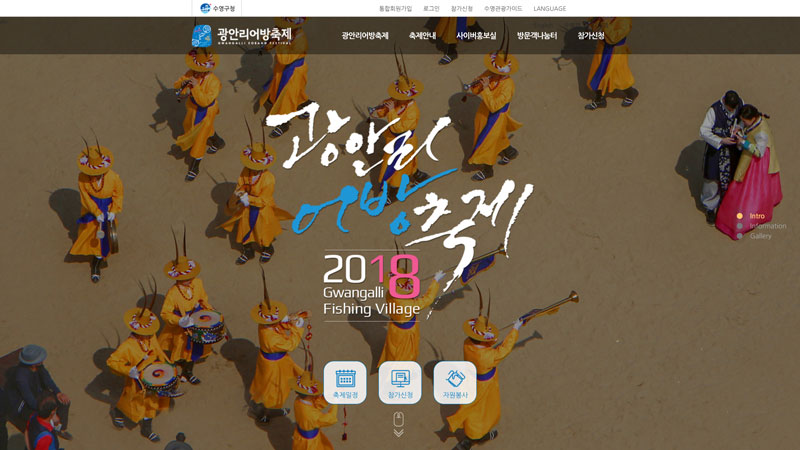 수영구청
통합회원가입 로그인 참가신청 수영관광가이드 LANGUAGE
광안리어방축제
GWANGALLI EOBANG FESTIVAL
광안리어방축제 축제안내 사이버홍보실 방문객나눔터 참가신청
광안리
어방축제
2018
Gwangalli
Fishing Village
Intro
Information
Gallery
축제일정 참가신청 자원봉사